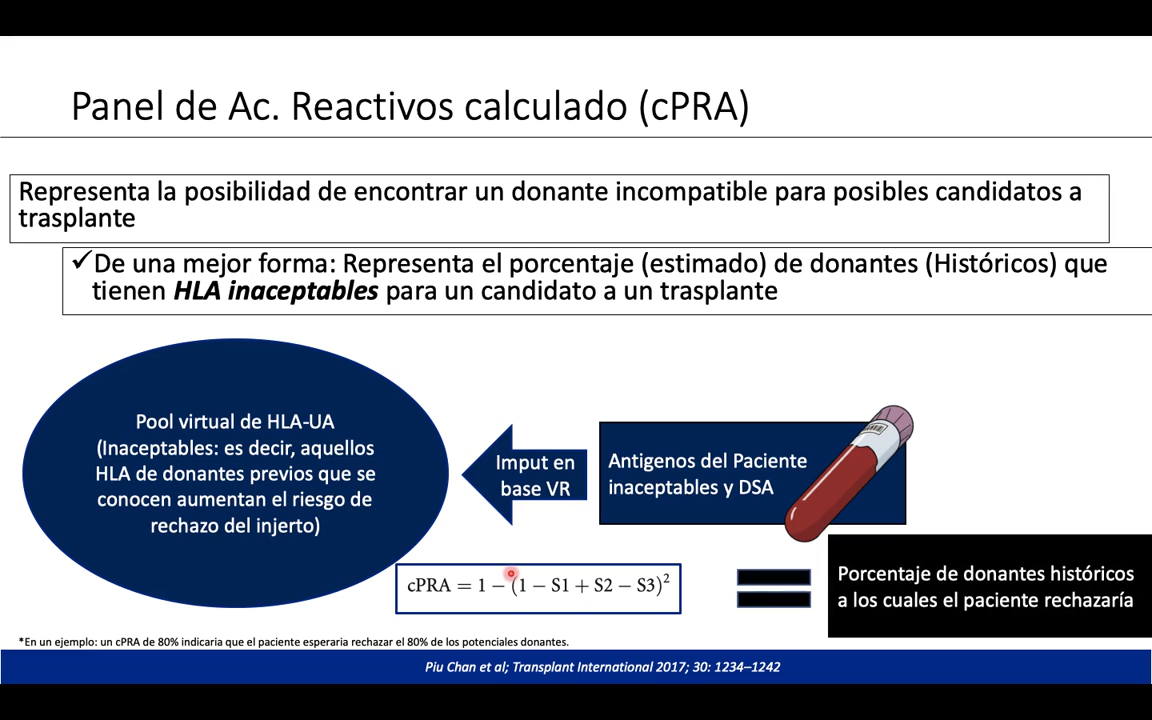 Panel de Ac. Reactivos calculado (cPRA)
Representa la posibilidad de encontrar un donante incompatible para posibles candidatos a
trasplante
✓De una mejor forma: Representa el porcentaje (estimado) de donantes (Históricos) que
tienen HLA inaceptables para un candidato a un trasplante
Pool virtual de HLA-UA
(Inaceptables: es decir, aquellos
HLA de donantes previos que se
conocen aumentan el riesgo de
rechazo del injerto)
Imput en
base VR
Antigenos del Paciente
inaceptables y DSA
cPRA = 1 − (1 − S1 + S2 − S3)²
Porcentaje de donantes históricos
a los cuales el paciente rechazaría
*En un ejemplo: un cPRA de 80% indicaria que el paciente esperaria rechazar el 80% de los potenciales donantes.
Piu Chan et al; Transplant International 2017; 30: 1234–1242